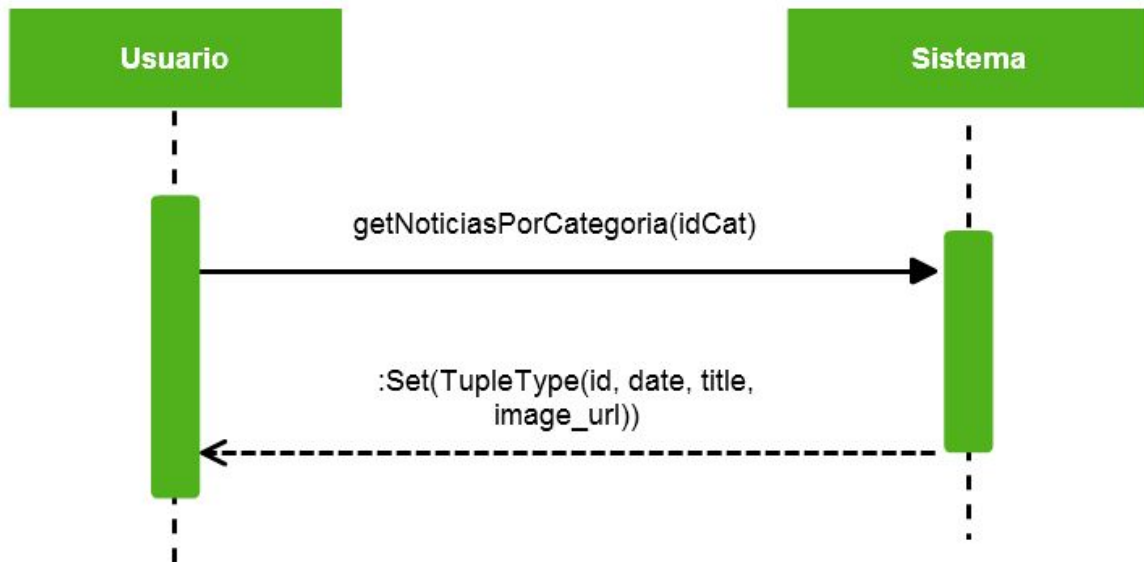 Usuario
Sistema
getNoticiasPorCategoria(idCat)
:Set(TupleType(id, date, title,
image_url))